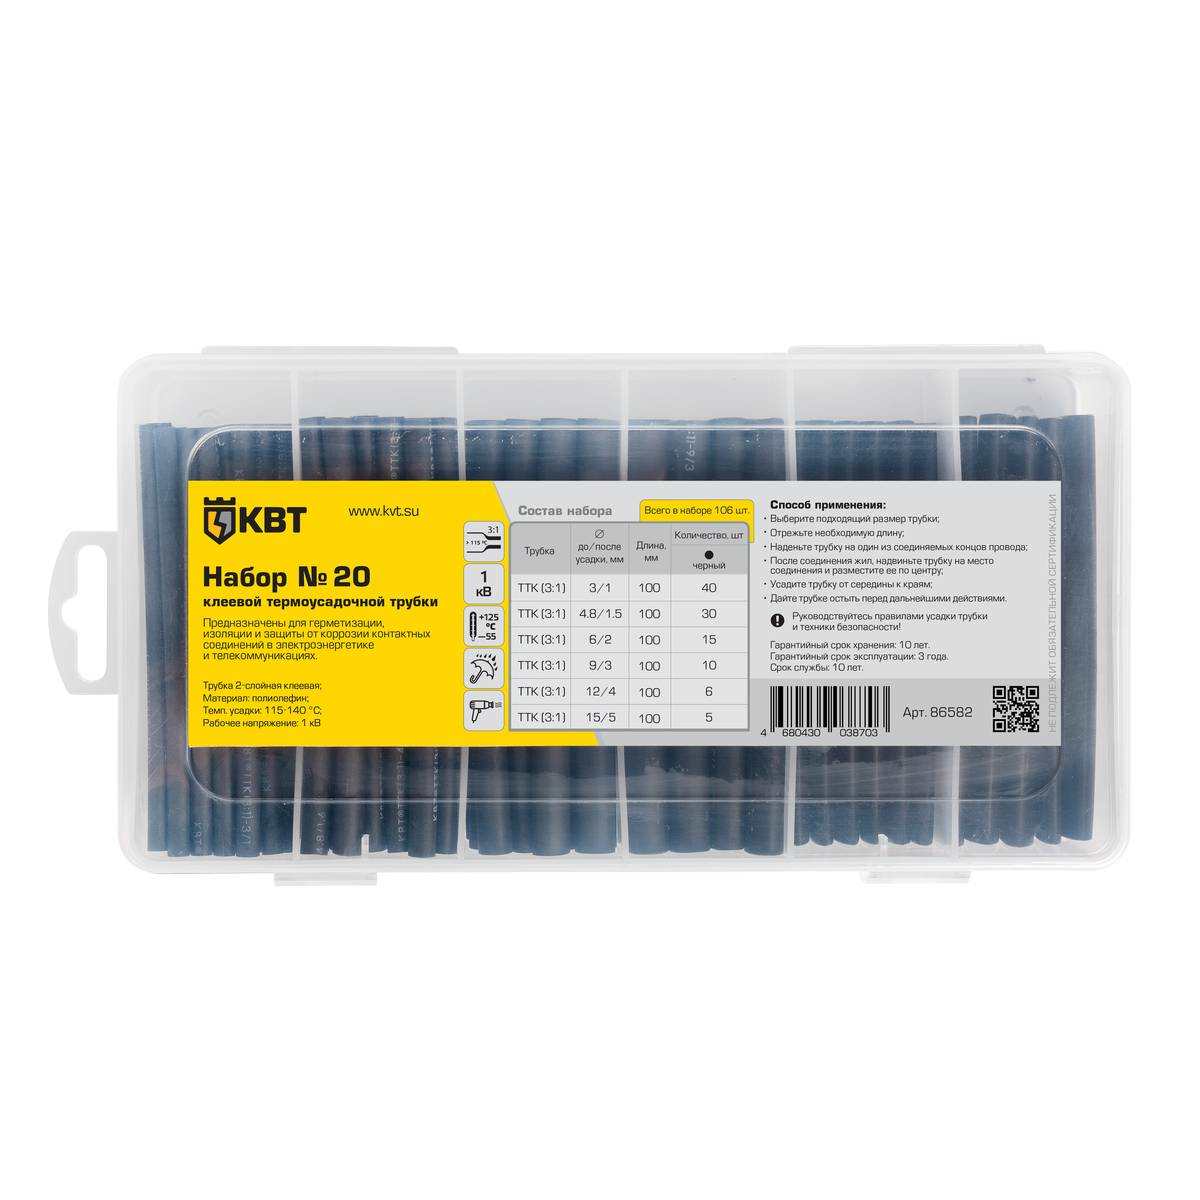 КВТ
www.kvt.su
Набор № 20
клеевой термоусадочной трубки
Предназначены для герметизации,
изоляции и защиты от коррозии контактных
соединений в электроэнергетике
и телекоммуникациях.
Трубка 2-слойная клеевая;
Материал: полиолефин;
Темп. усадки: 115-140 °С;
Рабочее напряжение: 1 кВ
3:1
> 115 °C
1
кВ
+125
°C
—55
Состав набора
Всего в наборе 106 шт.
Трубка
∅ до/после усадки, мм
Длина, мм
Количество, шт
черный
ТТК (3:1) 3/1 100 40
ТТК (3:1) 4.8/1.5 100 30
ТТК (3:1) 6/2 100 15
ТТК (3:1) 9/3 100 10
ТТК (3:1) 12/4 100 6
ТТК (3:1) 15/5 100 5
Способ применения:
• Выберите подходящий размер трубки;
• Отрежьте необходимую длину;
• Наденьте трубку на один из соединяемых концов провода;
• После соединения жил, надвиньте трубку на место
соединения и разместите ее по центру;
• Усадите трубку от середины к краям;
• Дайте трубке остыть перед дальнейшими действиями.
Руководствуйтесь правилами усадки трубки
и техники безопасности!
Гарантийный срок хранения: 10 лет.
Гарантийный срок эксплуатации: 3 года.
Срок службы: 10 лет.
4 680430 038703
Арт. 86582
НЕ ПОДЛЕЖИТ ОБЯЗАТЕЛЬНОЙ СЕРТИФИКАЦИИ